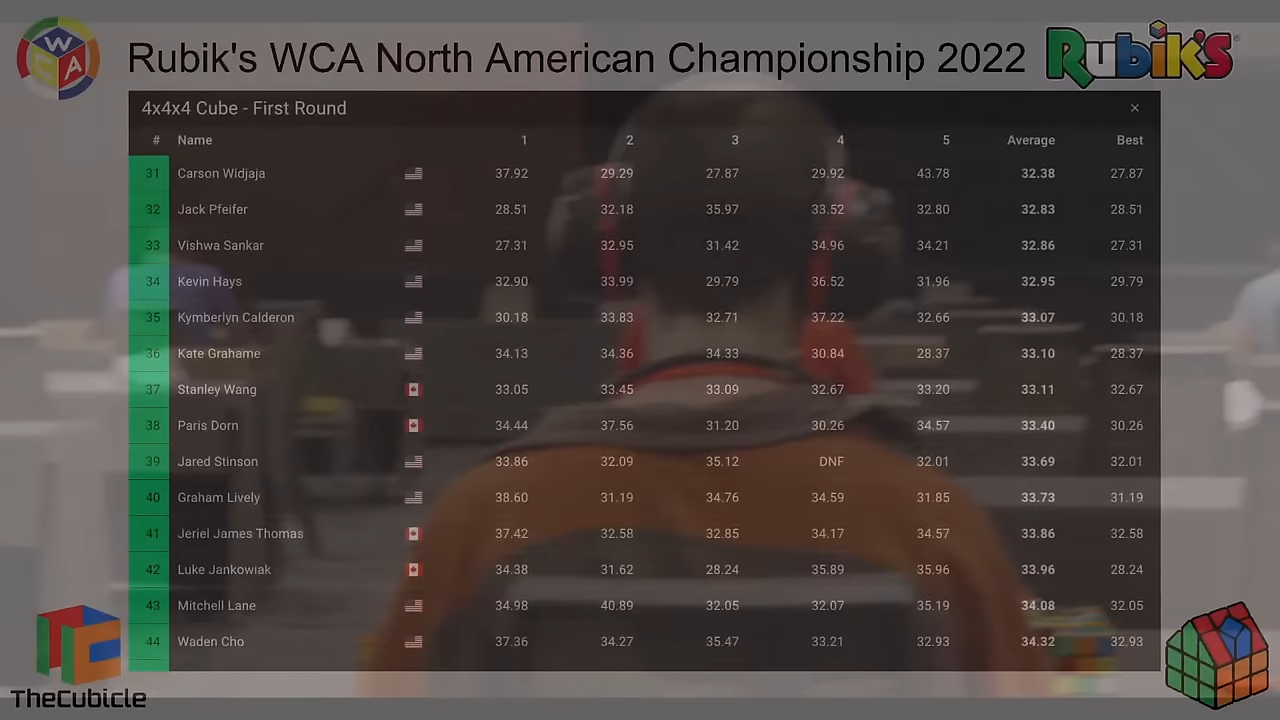 Rubik's WCA North American Championship 2022
RUBIK'S
WCA
4x4x4 Cube - First Round ×
# Name 1 2 3 4 5 Average Best
31 Carson Widjaja 37.92 29.29 27.87 29.92 43.78 32.38 27.87
32 Jack Pfeifer 28.51 32.18 35.97 33.52 32.80 32.83 28.51
33 Vishwa Sankar 27.31 32.95 31.42 34.96 34.21 32.86 27.31
34 Kevin Hays 32.90 33.99 29.79 36.52 31.96 32.95 29.79
35 Kymberlyn Calderon 30.18 33.83 32.71 37.22 32.66 33.07 30.18
36 Kate Grahame 34.13 34.36 34.33 30.84 28.37 33.10 28.37
37 Stanley Wang 33.05 33.45 33.09 32.67 33.20 33.11 32.67
38 Paris Dorn 34.44 37.56 31.20 30.26 34.57 33.40 30.26
39 Jared Stinson 33.86 32.09 35.12 DNF 32.01 33.69 32.01
40 Graham Lively 38.60 31.19 34.76 34.59 31.85 33.73 31.19
41 Jeriel James Thomas 37.42 32.58 32.85 34.17 34.57 33.86 32.58
42 Luke Jankowiak 34.38 31.62 28.24 35.89 35.96 33.96 28.24
43 Mitchell Lane 34.98 40.89 32.05 32.07 35.19 34.08 32.05
44 Waden Cho 37.36 34.27 35.47 33.21 32.93 34.32 32.93
TheCubicle